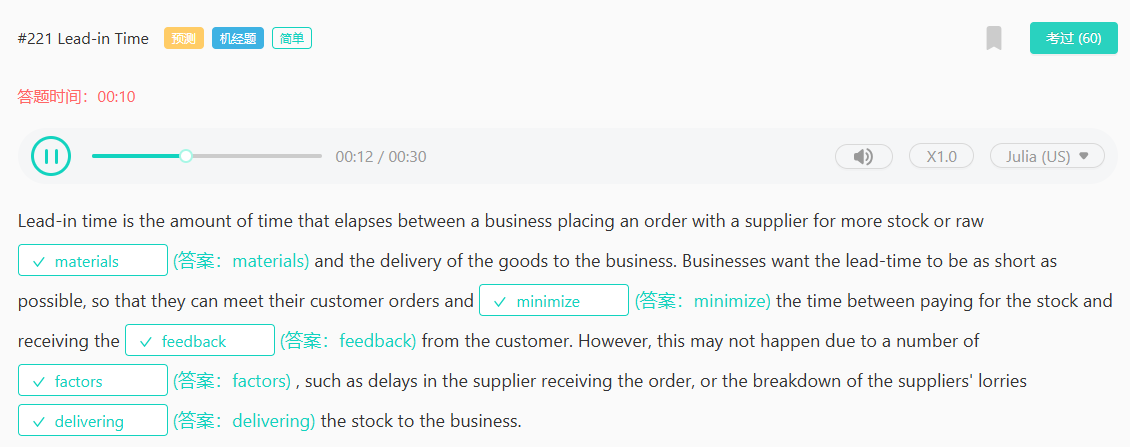 #221 Lead-in Time 预测 机经题 简单 考过 (60)
答题时间：00:10
00:12 / 00:30 X1.0 Julia (US)
Lead-in time is the amount of time that elapses between a business placing an order with a supplier for more stock or raw
materials (答案：materials) and the delivery of the goods to the business. Businesses want the lead-time to be as short as
possible, so that they can meet their customer orders and minimize (答案：minimize) the time between paying for the stock and
receiving the feedback (答案：feedback) from the customer. However, this may not happen due to a number of
factors (答案：factors) , such as delays in the supplier receiving the order, or the breakdown of the suppliers' lorries
delivering (答案：delivering) the stock to the business.